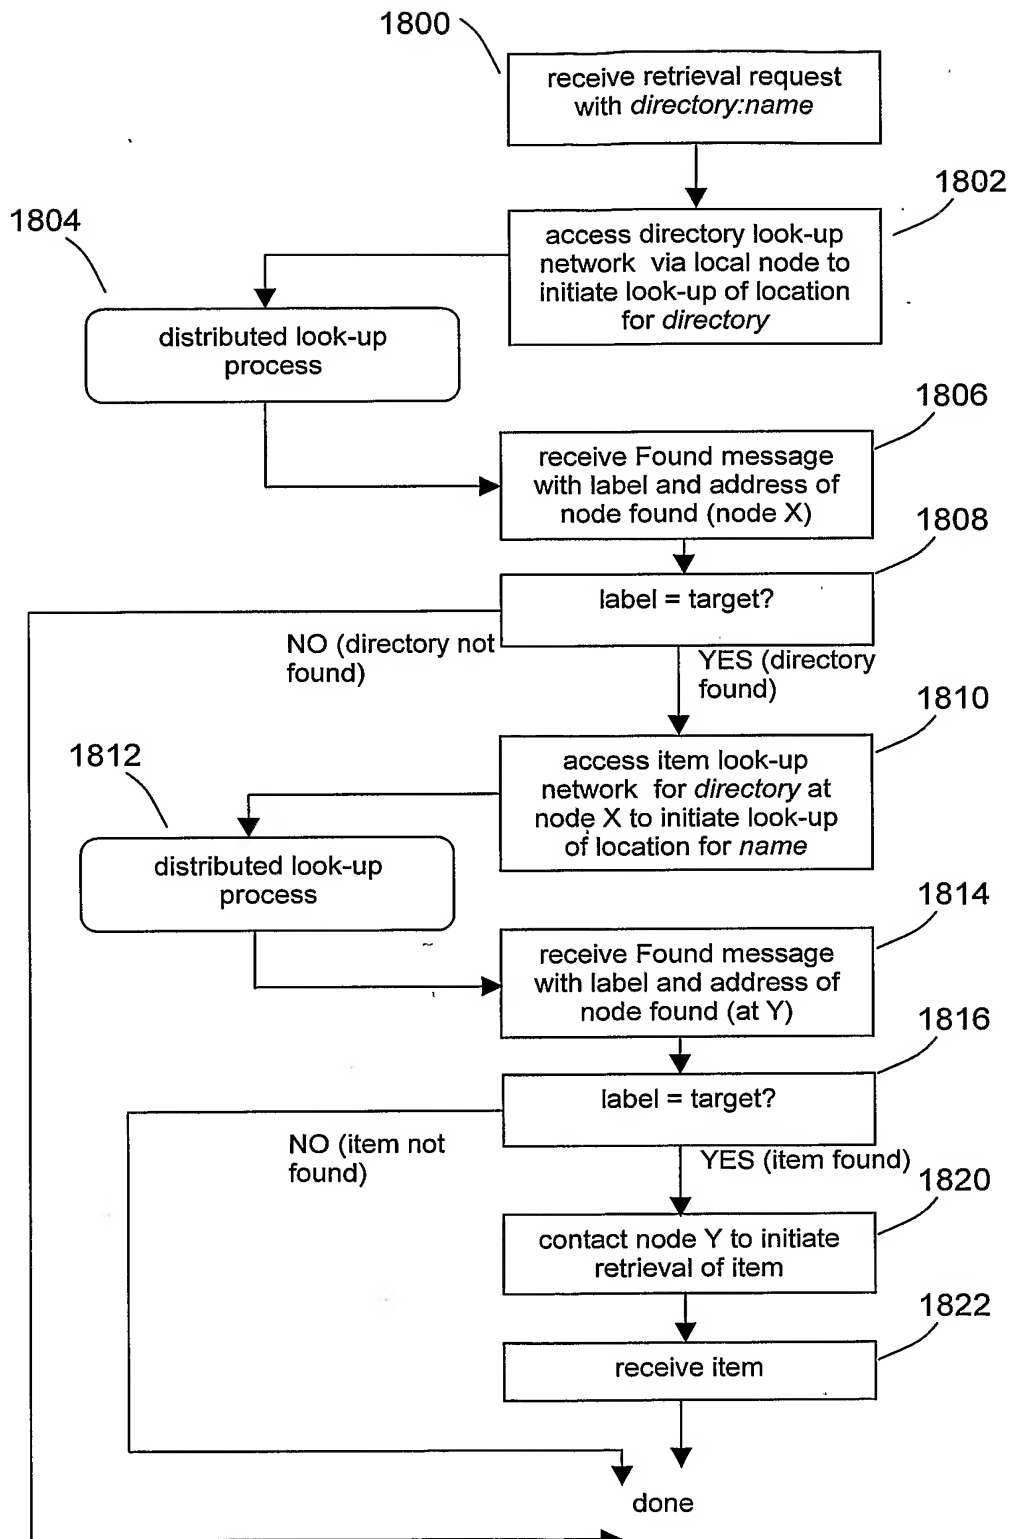 1800
receive retrieval request
with directory:name
1802
access directory look-up
network via local node to
initiate look-up of location
for directory
1804
distributed look-up
process
1806
receive Found message
with label and address of
node found (node X)
1808
label = target?
NO (directory not
found)
YES (directory
found)
1810
access item look-up
network for directory at
node X to initiate look-up
of location for name
1812
distributed look-up
process
1814
receive Found message
with label and address of
node found (at Y)
1816
label = target?
NO (item not
found)
YES (item found)
1820
contact node Y to initiate
retrieval of item
1822
receive item
done